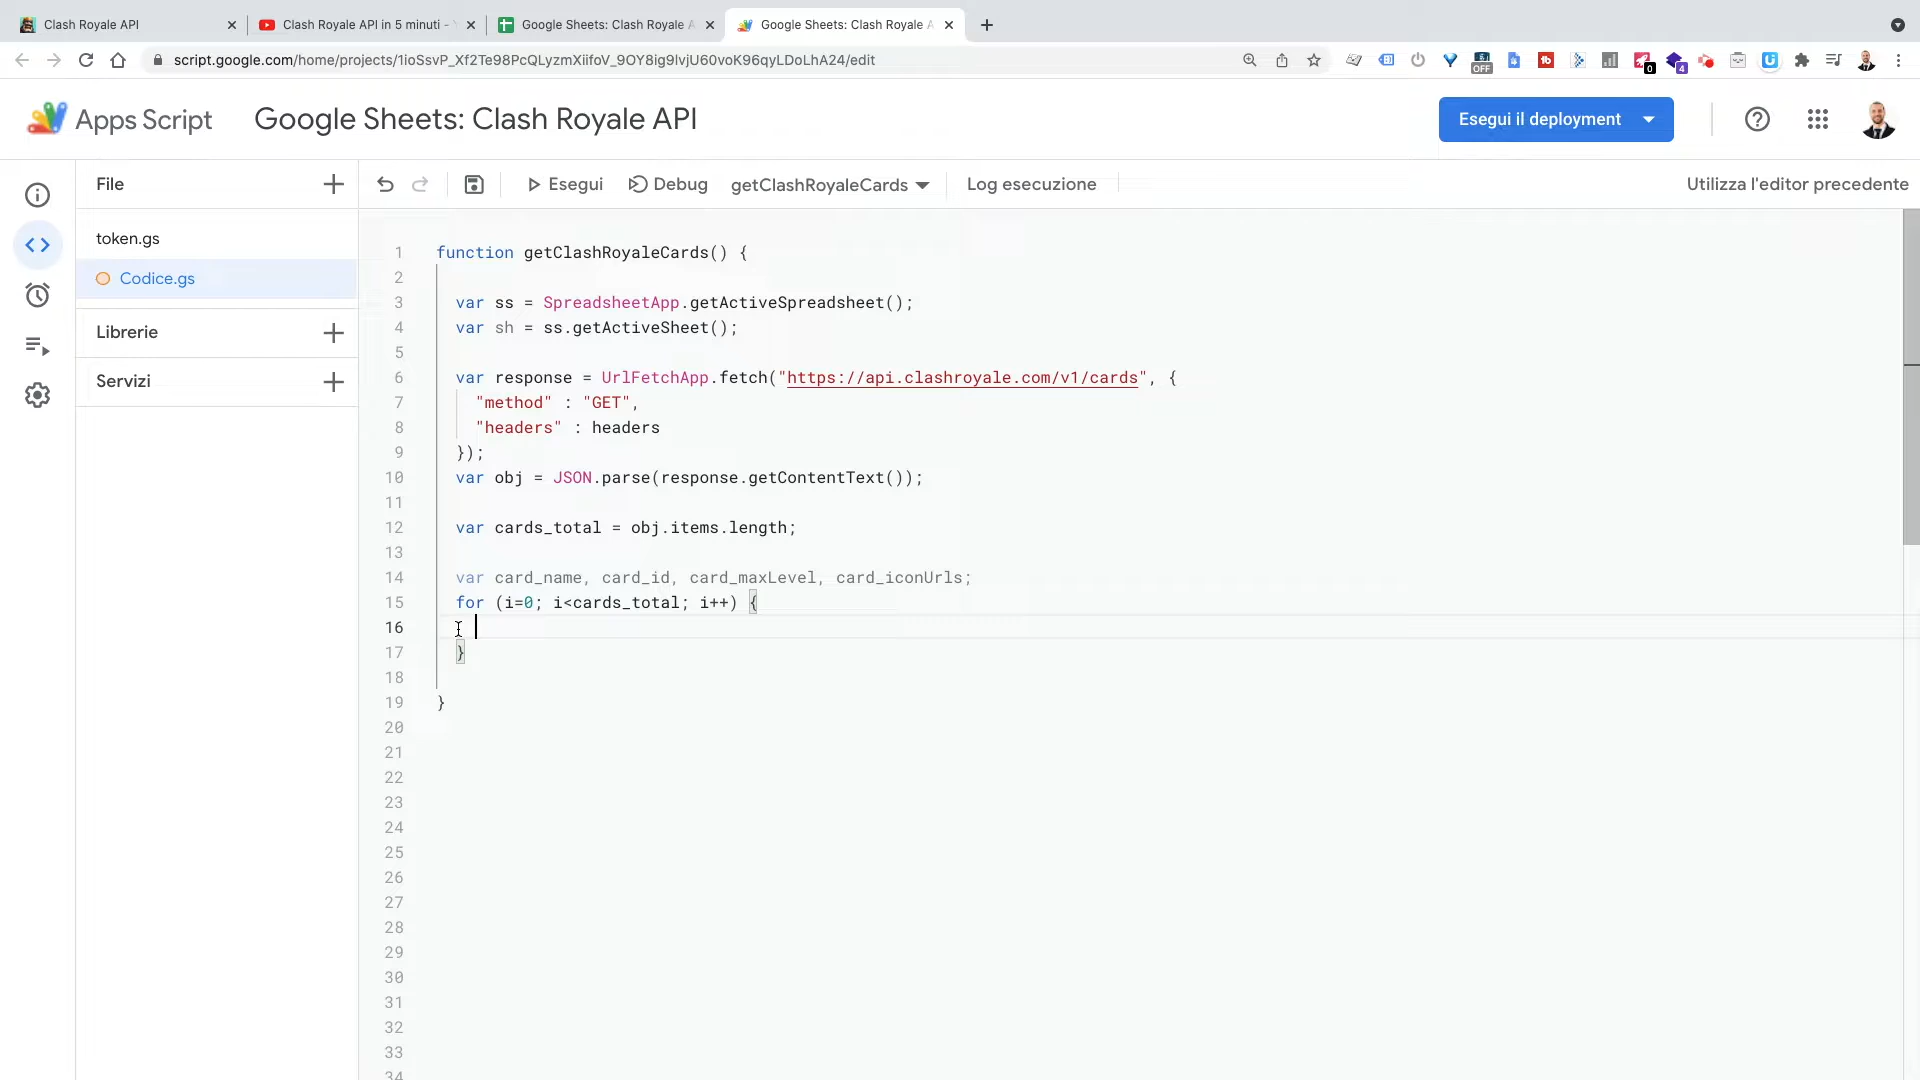 Clash Royale API
Clash Royale API in 5 minuti -
Google Sheets: Clash Royale A
Google Sheets: Clash Royale A
script.google.com/home/projects/1ioSsvP_Xf2Te98PcQLyzmXiifoV_9OY8ig9lvjU60voK96qyLDoLhA24/edit
OFF
0
4
Apps Script
Google Sheets: Clash Royale API
Esegui il deployment
File
Esegui
Debug
getClashRoyaleCards
Log esecuzione
Utilizza l'editor precedente
token.gs
Codice.gs
Librerie
Servizi
1 function getClashRoyaleCards() {
2
3 var ss = SpreadsheetApp.getActiveSpreadsheet();
4 var sh = ss.getActiveSheet();
5
6 var response = UrlFetchApp.fetch("https://api.clashroyale.com/v1/cards", {
7 "method" : "GET",
8 "headers" : headers
9 });
10 var obj = JSON.parse(response.getContentText());
11
12 var cards_total = obj.items.length;
13
14 var card_name, card_id, card_maxLevel, card_iconUrls;
15 for (i=0; i<cards_total; i++) {
16
17 }
18
19 }
20
21
22
23
24
25
26
27
28
29
30
31
32
33
34